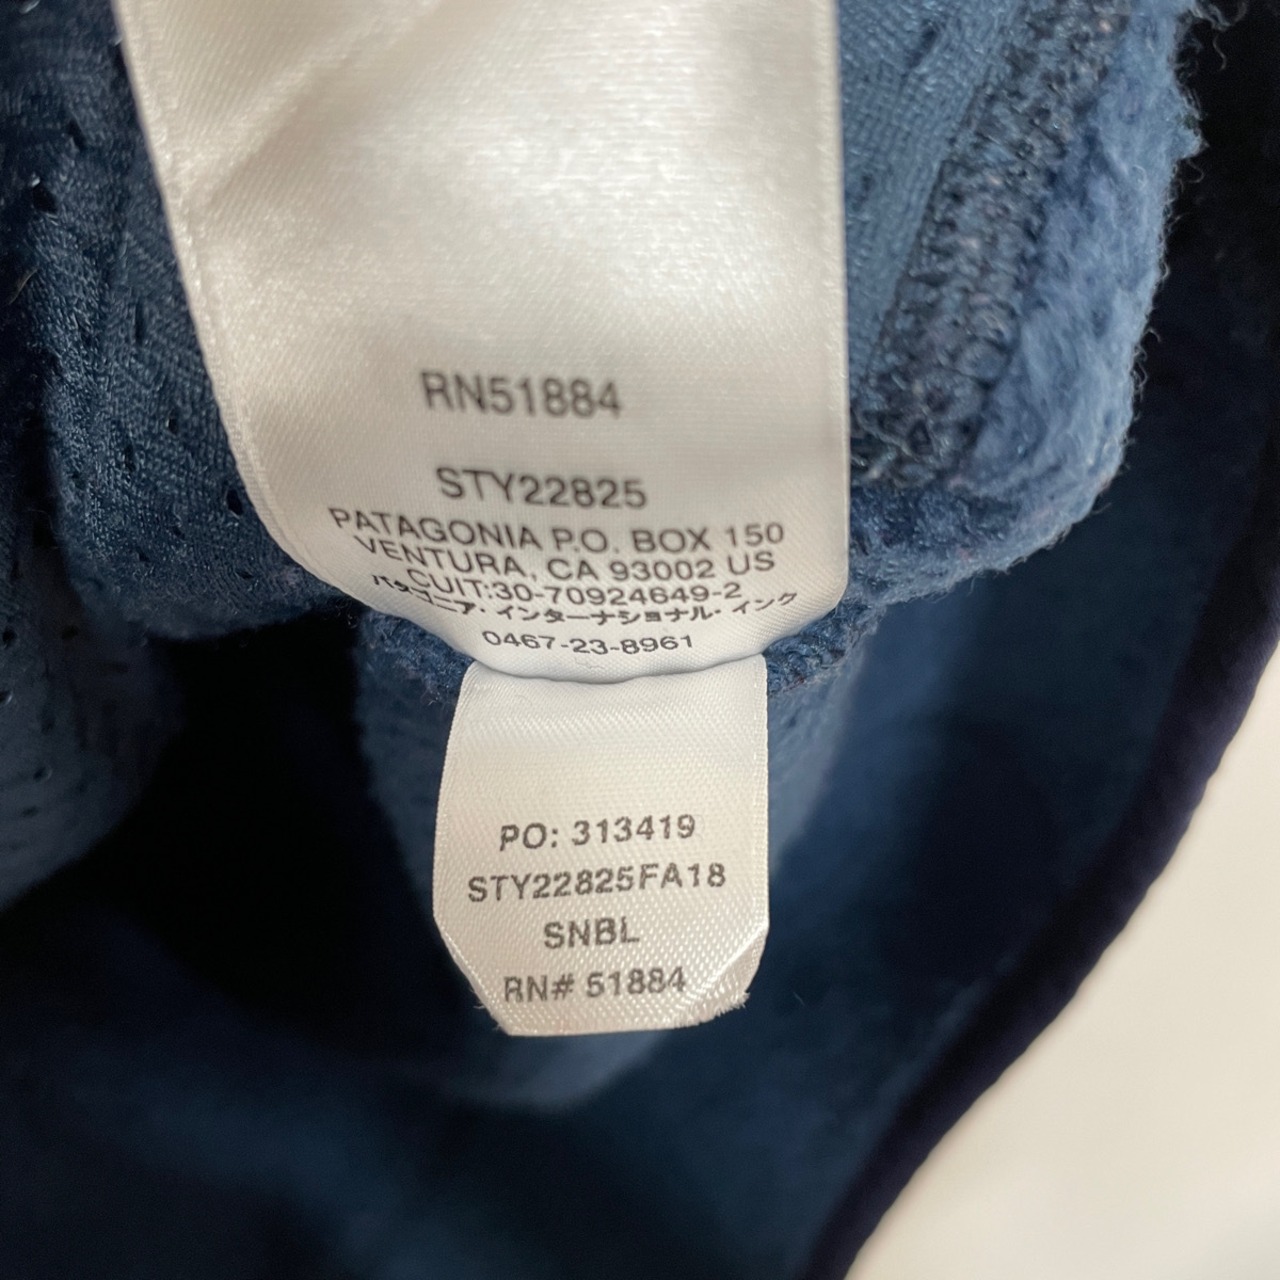 RN51884
STY22825
PATAGONIA P.O. BOX 150
VENTURA, CA 93002 US
CUIT:30-70924649-2
パタゴニア・インターナショナル・インク
0467-23-8961
PO: 313419
STY22825FA18
SNBL
RN# 51884